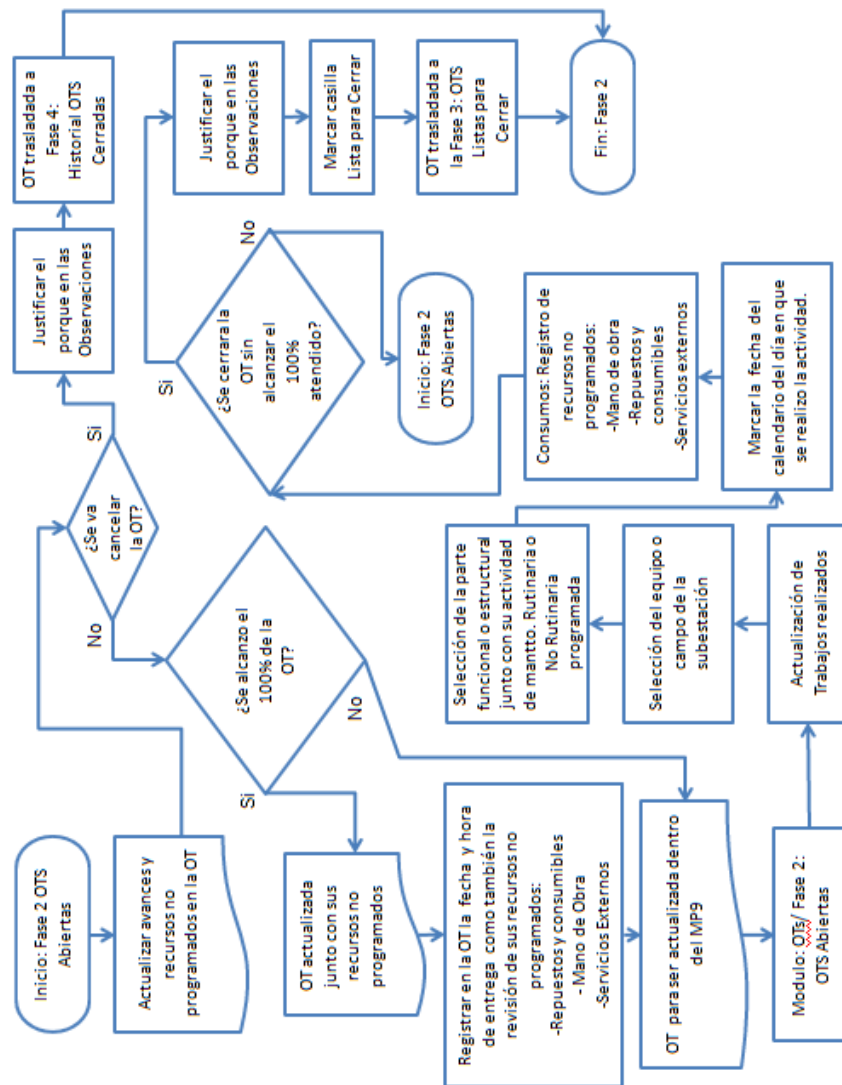 Inicio: Fase 2 OTS
Abiertas
Actualizar avances y
recursos no
programados en la OT
¿Se va
cancelar
la OT?
Si
No
Justificar el
porque en las
Observaciones
OT trasladada a
Fase 4:
Historial OTS
Cerradas
¿Se alcanzo el
100% de la
OT?
Si
No
OT actualizada
junto con sus
recursos no
programados
Registrar en la OT la fecha y hora
de entrega como también la
revisión de sus recursos no
programados:
-Repuestos y consumibles
- Mano de Obra
-Servicios Externos
OT para ser actualizada dentro
del MP9
Modulo: OTs/ Fase 2:
OTS Abiertas
Actualización de
Trabajos realizados
Selección del equipo o
campo de la
subestación
Selección de la parte
funcional o estructural
junto con su actividad
de mantto. Rutinaria o
No Rutinaria
programada
Marcar la fecha del
calendario del día en que
se realizo la actividad.
Consumos: Registro de
recursos no
programados:
-Mano de obra
-Repuestos y
consumibles
-Servicios externos
¿Se cerrara la
OT sin
alcanzar el
100%
atendido?
Si
No
Inicio: Fase 2
OTS Abiertas
Justificar el
porque en las
Observaciones
Marcar casilla
Lista para Cerrar
OT trasladada a
la Fase 3: OTS
Listas para
Cerrar
Fin: Fase 2